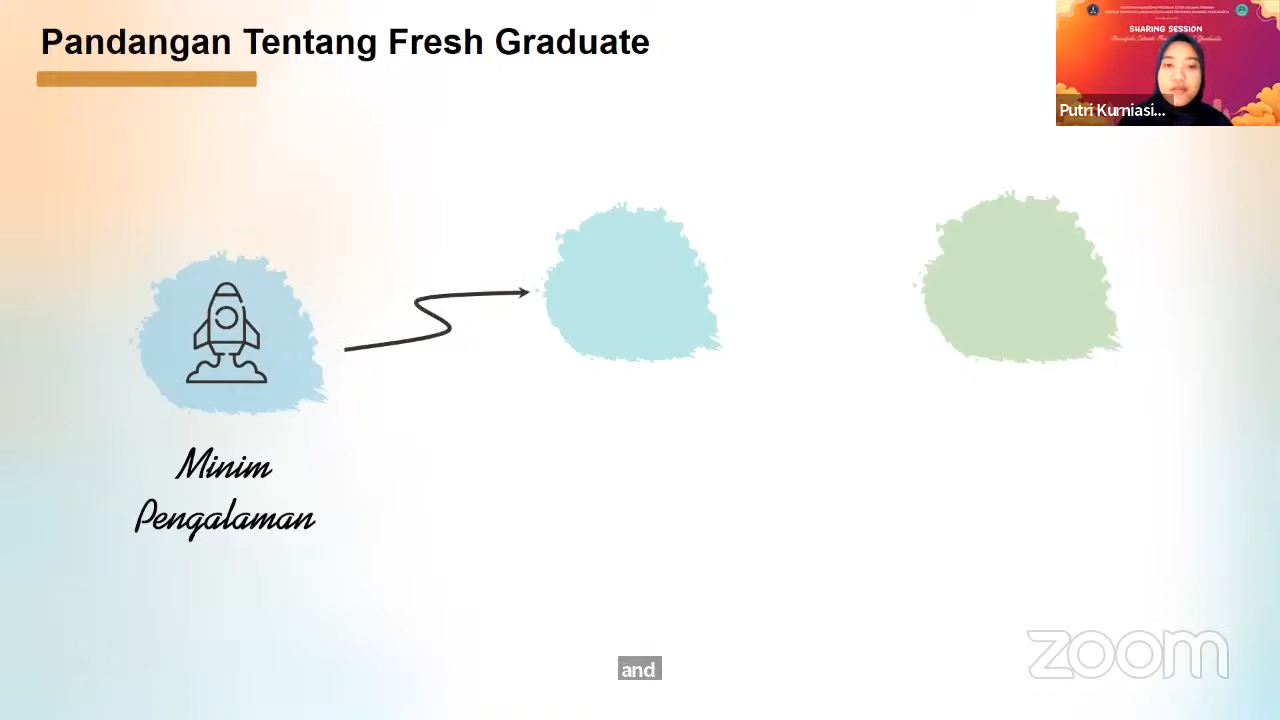 Pandangan Tentang Fresh Graduate
SHARING SESSION
Putri Kurniasi...
Minim
Pengalaman
zoom
and